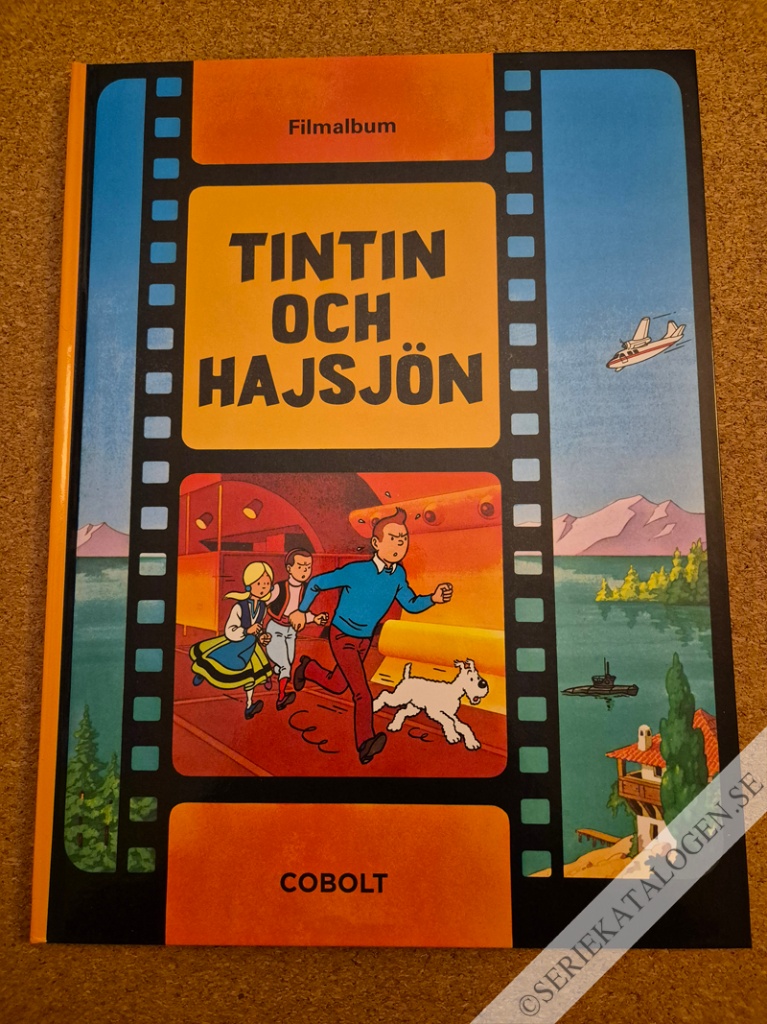 Filmalbum
TINTIN
OCH
HAJSJÖN
COBOLT
©SERIEKATALOGEN.SE